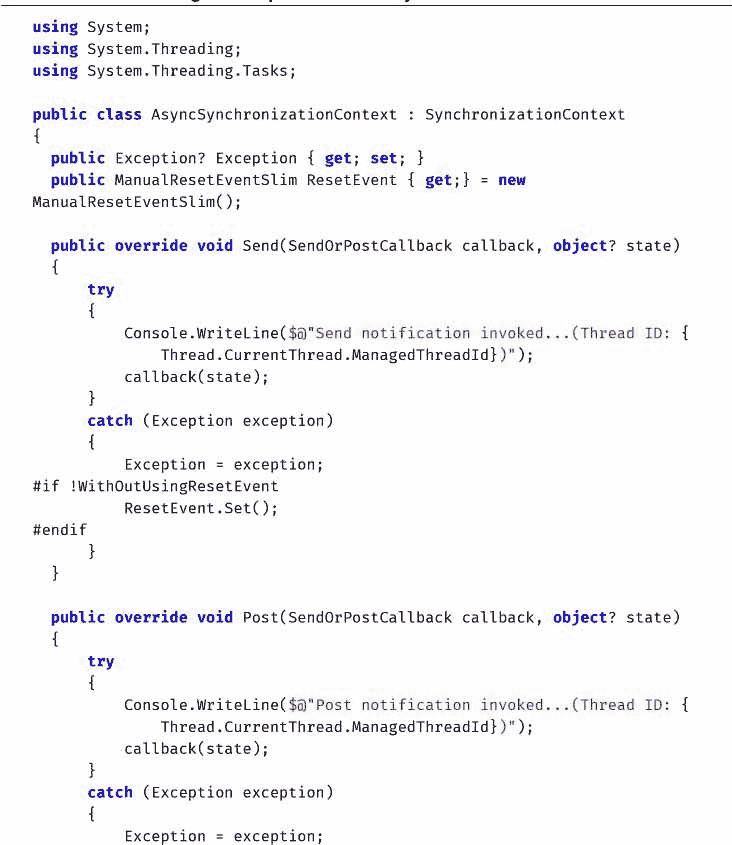 using System;
using System.Threading;
using System.Threading.Tasks;

public class AsyncSynchronizationContext : SynchronizationContext
{
  public Exception? Exception { get; set; }
  public ManualResetEventSlim ResetEvent { get;} = new
ManualResetEventSlim();

  public override void Send(SendOrPostCallback callback, object? state)
  {
      try
      {
          Console.WriteLine($@"Send notification invoked...(Thread ID: {
              Thread.CurrentThread.ManagedThreadId})");
          callback(state);
      }
      catch (Exception exception)
      {
          Exception = exception;
#if !WithOutUsingResetEvent
          ResetEvent.Set();
#endif
      }
  }

  public override void Post(SendOrPostCallback callback, object? state)
  {
      try
      {
          Console.WriteLine($@"Post notification invoked...(Thread ID: {
              Thread.CurrentThread.ManagedThreadId})");
          callback(state);
      }
      catch (Exception exception)
      {
          Exception = exception;